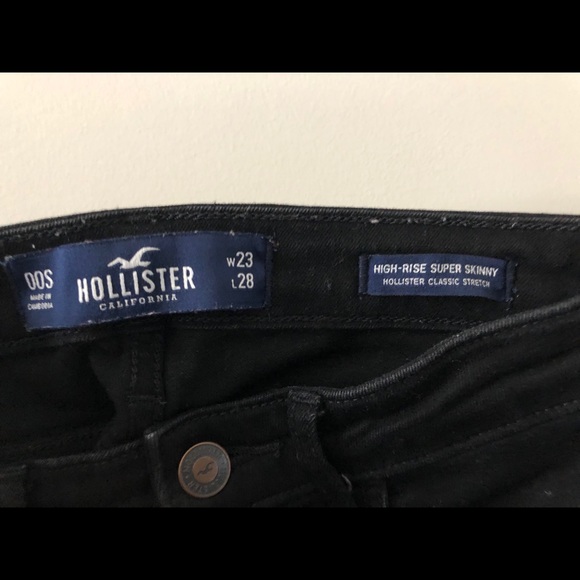 00S
MADE IN
CAMBODIA
HOLLISTER
CALIFORNIA
W23
L28
HIGH-RISE SUPER SKINNY
HOLLISTER CLASSIC STRETCH